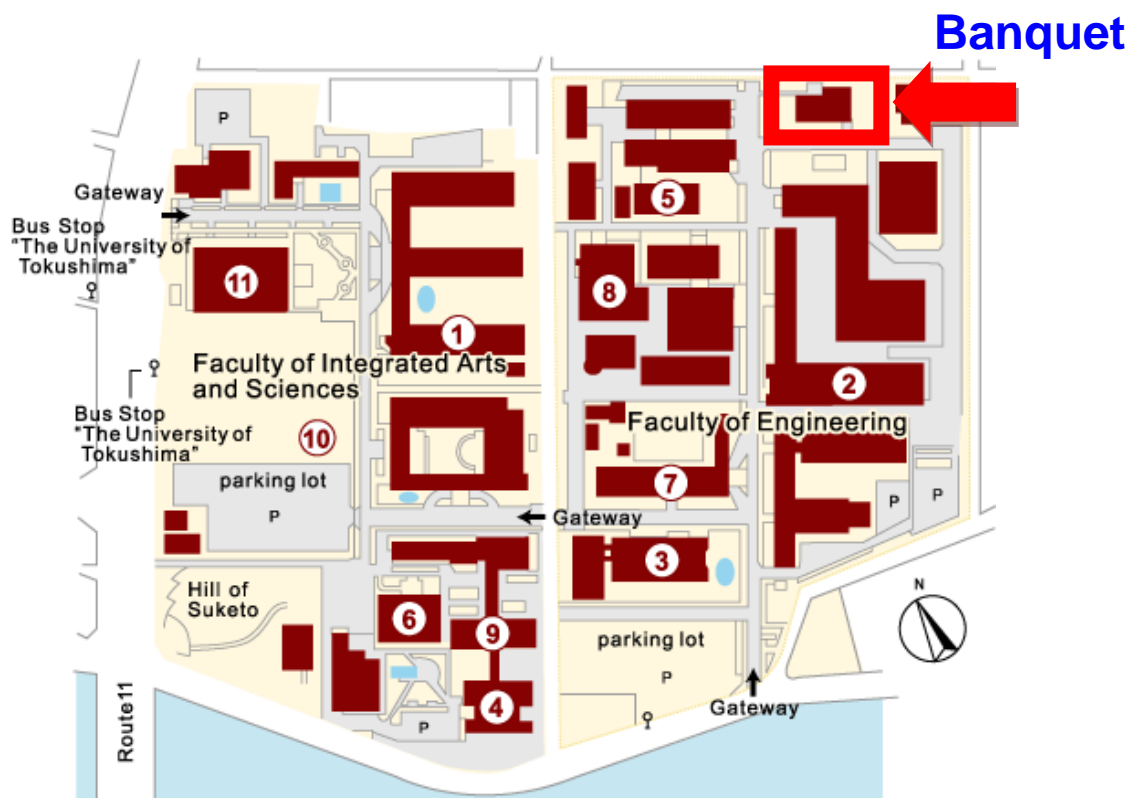 Banquet
P
Gateway
Bus Stop
"The University of
Tokushima"
5
11
8
1
Faculty of Integrated Arts
and Sciences
2
Bus Stop
"The University of
Tokushima"
10
Faculty of Engineering
parking lot
P
7
P
P
Gateway
3
Hill of
Suketo
6
9
N
parking lot
P
4
P
Gateway
Route11